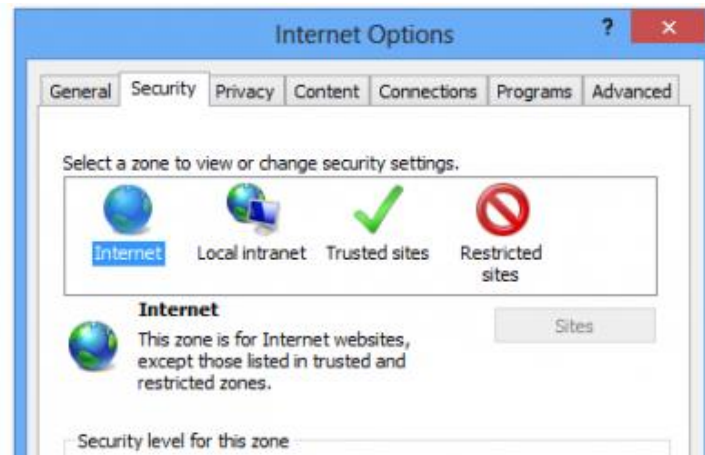 Internet Options
?
General Security Privacy Content Connections Programs Advanced
Select a zone to view or change security settings.
Internet Local intranet Trusted sites Restricted
sites
Internet
Sites
This zone is for Internet websites,
except those listed in trusted and
restricted zones.
Security level for this zone